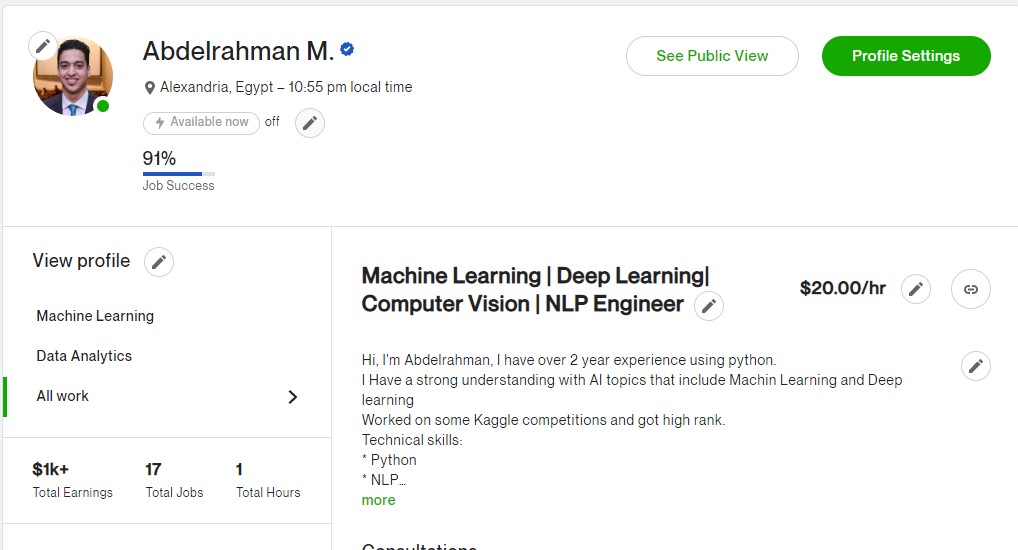 Abdelrahman M.
See Public View
Profile Settings
Alexandria, Egypt – 10:55 pm local time
Available now off
91%
Job Success
View profile
Machine Learning
Data Analytics
All work
$1k+ 17 1
Total Earnings Total Jobs Total Hours
Machine Learning | Deep Learning|
Computer Vision | NLP Engineer
$20.00/hr
Hi, I'm Abdelrahman, I have over 2 year experience using python.
I Have a strong understanding with AI topics that include Machin Learning and Deep
learning
Worked on some Kaggle competitions and got high rank.
Technical skills:
* Python
* NLP...
more
Consultations